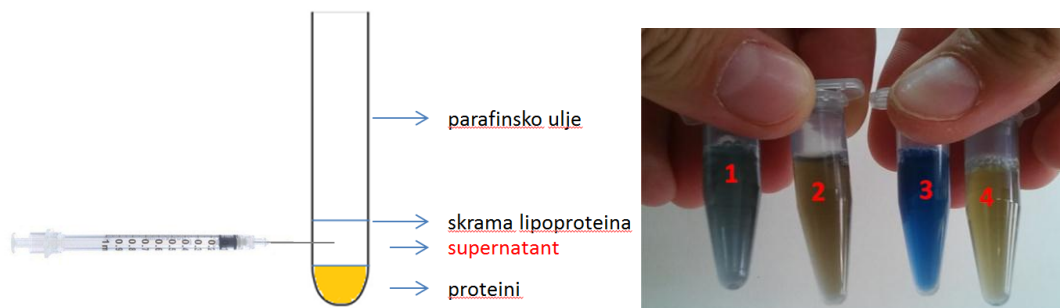 parafinsko ulje
skrama lipoproteina
supernatant
proteini
1
2
3
4